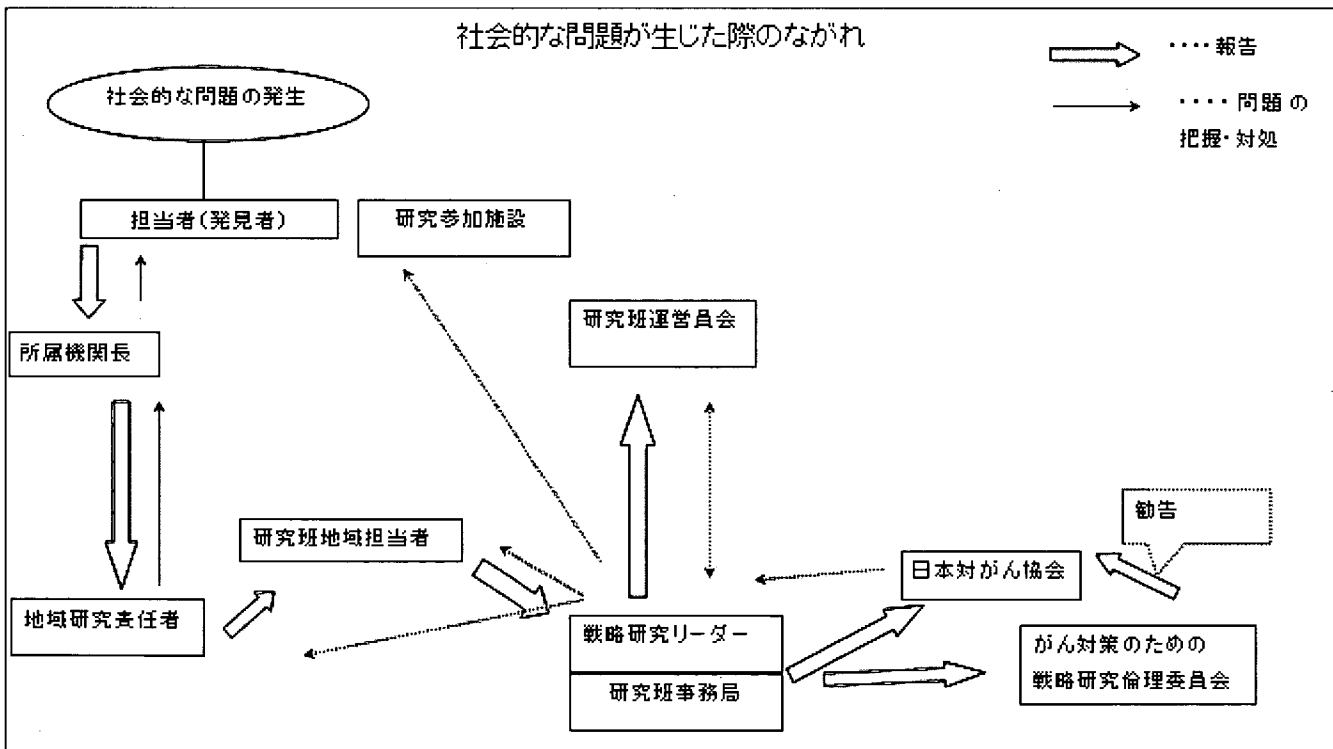 社会的な問題が生じた際のながれ
････報告
････問題の
把握･対処
社会的な問題の発生
担当者(発見者)
研究参加施設
研究班運営員会
所属機関長
勧告
研究班地域担当者
日本対がん協会
地域研究責任者
戦略研究リーダー
研究班事務局
がん対策のための
戦略研究倫理委員会